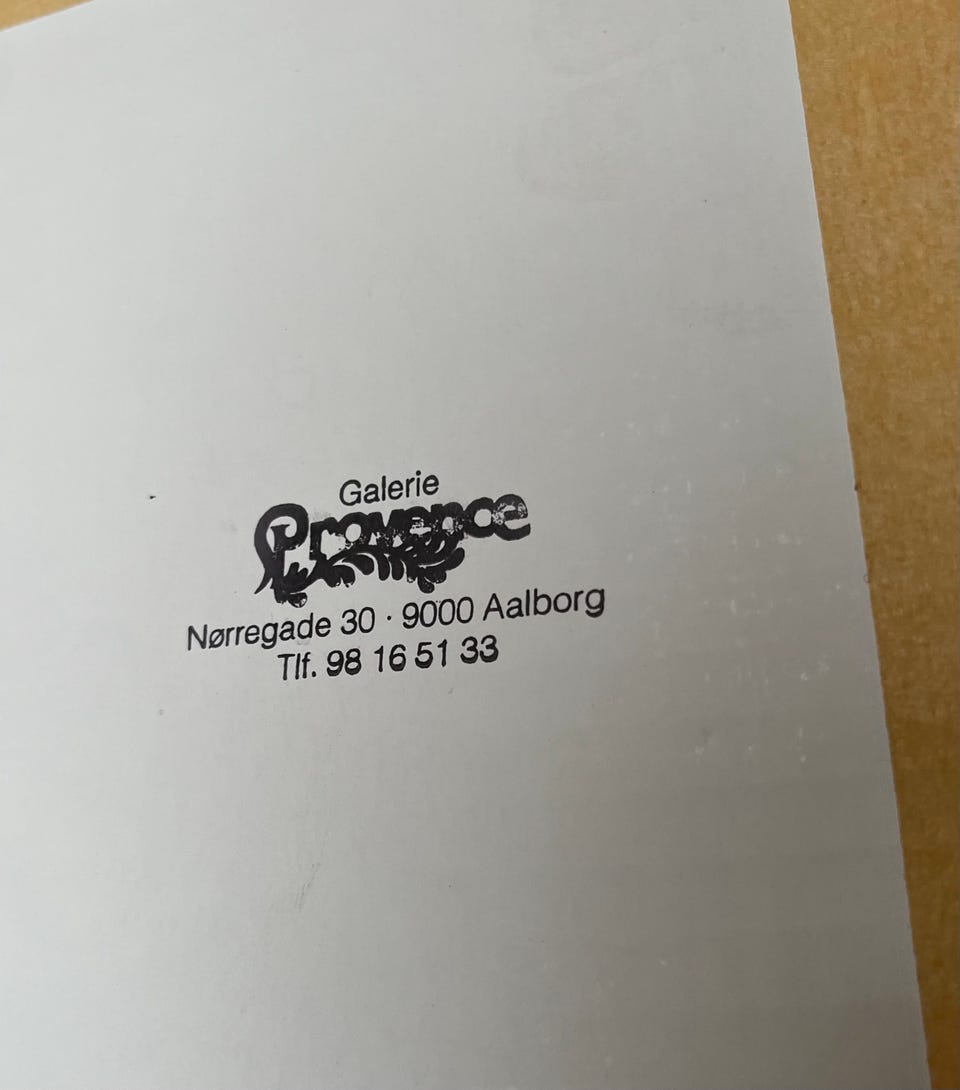 Galerie
Provence
Nørregade 30 · 9000 Aalborg
Tlf. 98 16 51 33